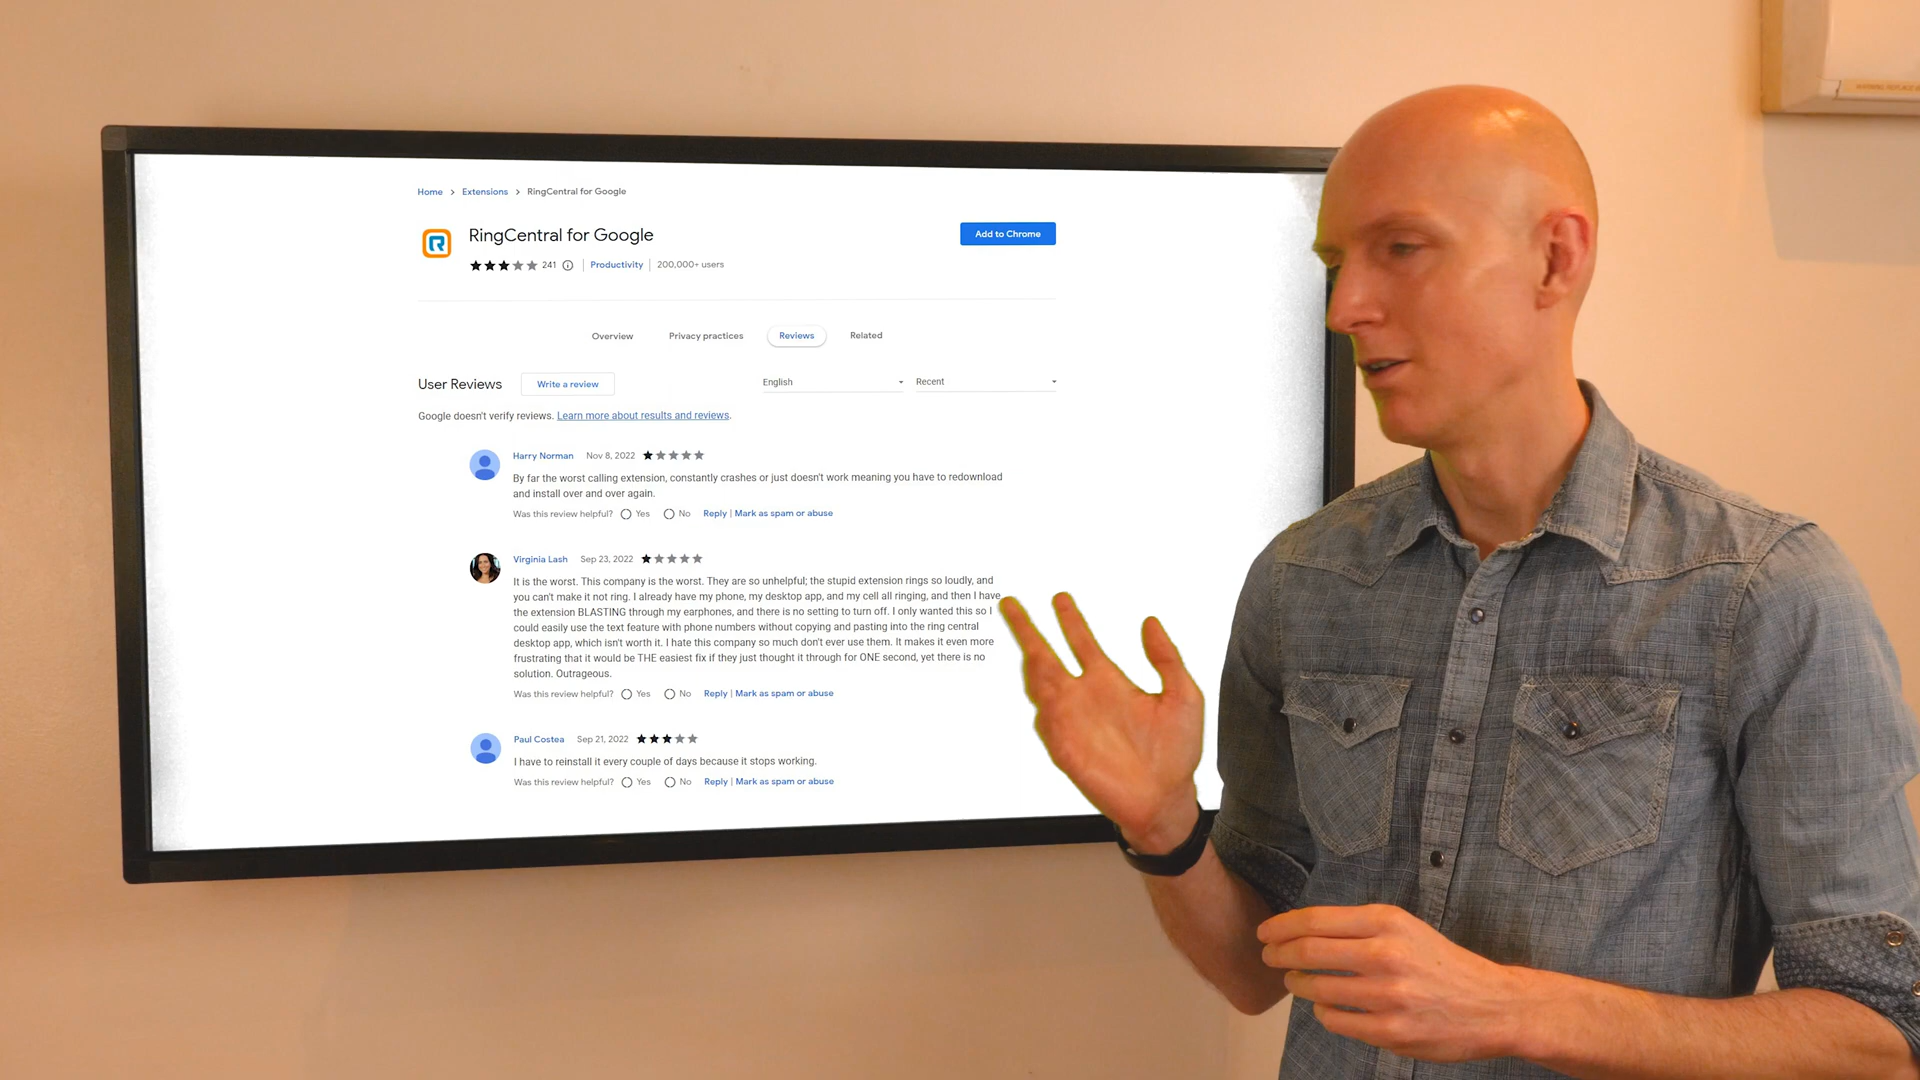 Home > Extensions > RingCentral for Google
RingCentral for Google
Add to Chrome
241 Productivity 200,000+ users
Overview Privacy practices Reviews Related
User Reviews Write a review English Recent
Google doesn't verify reviews. Learn more about results and reviews.
Harry Norman Nov 8, 2022
By far the worst calling extension, constantly crashes or just doesn't work meaning you have to redownload
and install over and over again.
Was this review helpful? Yes No Reply | Mark as spam or abuse
Virginia Lash Sep 23, 2022
It is the worst. This company is the worst. They are so unhelpful; the stupid extension rings so loudly, and
you can't make it not ring. I already have my phone, my desktop app, and my cell all ringing, and then I have
the extension BLASTING through my earphones, and there is no setting to turn off. I only wanted this so I
could easily use the text feature with phone numbers without copying and pasting into the ring central
desktop app, which isn't worth it. I hate this company so much don't ever use them. It makes it even more
frustrating that it would be THE easiest fix if they just thought it through for ONE second, yet there is no
solution. Outrageous.
Was this review helpful? Yes No Reply | Mark as spam or abuse
Paul Costea Sep 21, 2022
I have to reinstall it every couple of days because it stops working.
Was this review helpful? Yes No Reply | Mark as spam or abuse